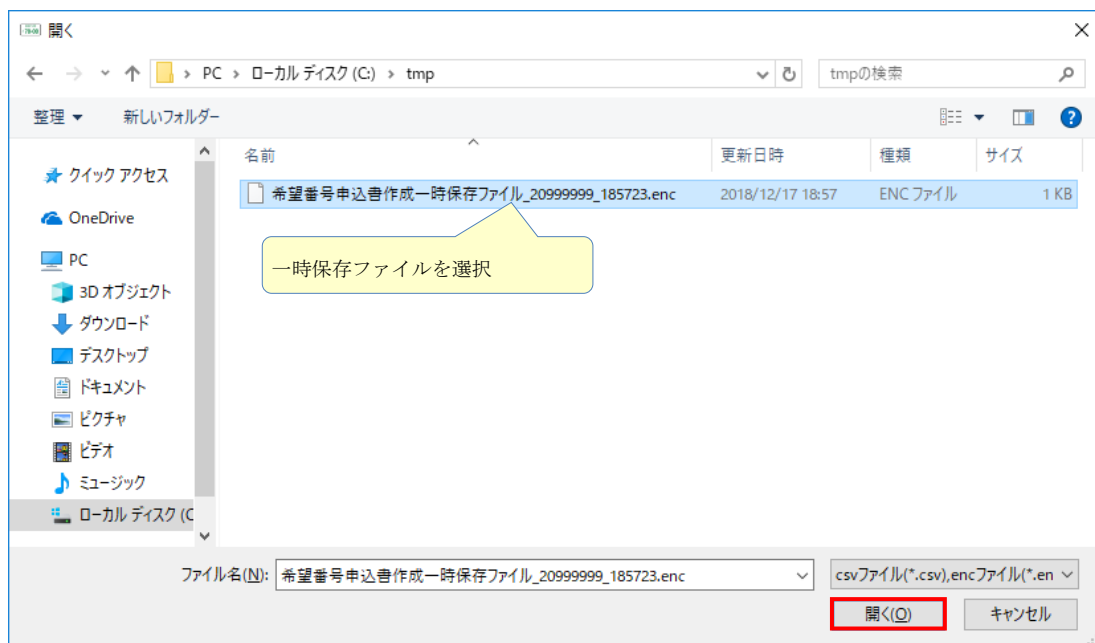 開く
PC > ローカル ディスク (C:) > tmp
tmpの検索
整理
新しいフォルダー
名前 更新日時 種類 サイズ
希望番号申込書作成一時保存ファイル_20999999_185723.enc 2018/12/17 18:57 ENC ファイル 1 KB
一時保存ファイルを選択
クイック アクセス
OneDrive
PC
3D オブジェクト
ダウンロード
デスクトップ
ドキュメント
ピクチャ
ビデオ
ミュージック
ローカル ディスク (C
ファイル名(N): 希望番号申込書作成一時保存ファイル_20999999_185723.enc
csvファイル(*.csv),encファイル(*.en
開く(O)
キャンセル